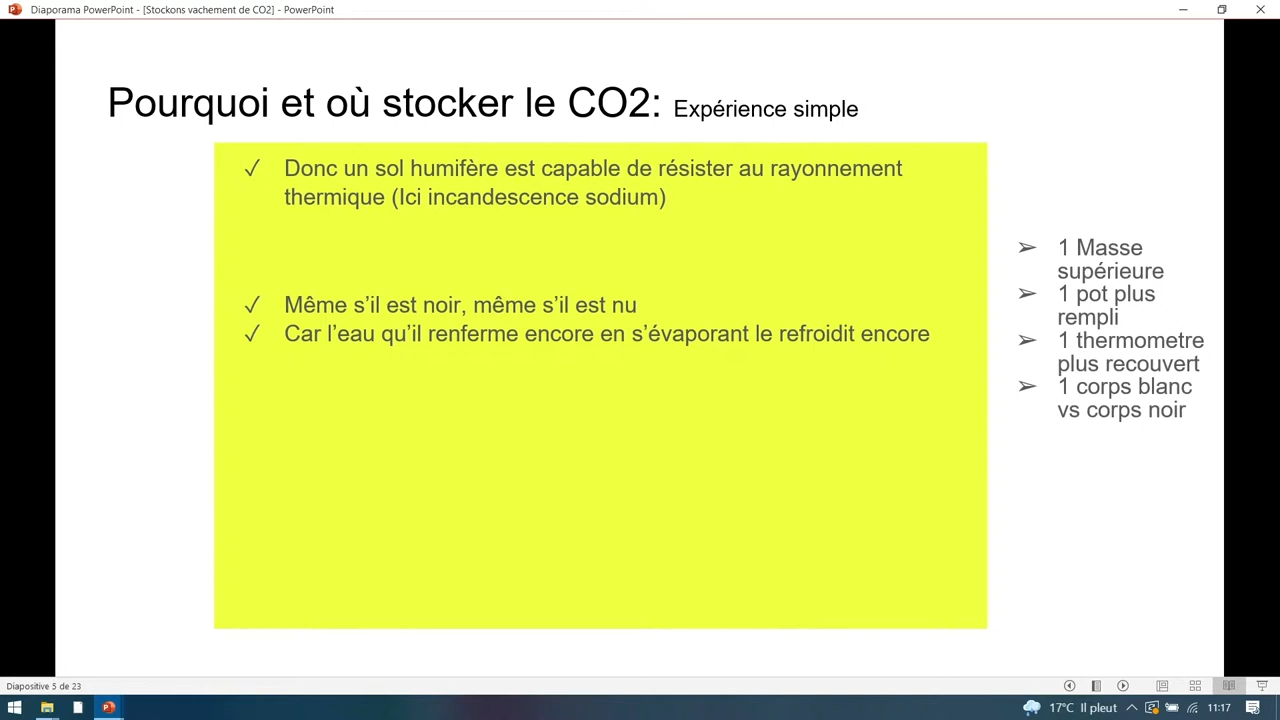 Diaporama PowerPoint - [Stockons vachement de CO2] - PowerPoint
Pourquoi et où stocker le CO2: Expérience simple
✓ Donc un sol humifère est capable de résister au rayonnement
thermique (Ici incandescence sodium)
✓ Même s’il est noir, même s’il est nu
✓ Car l’eau qu’il renferme encore en s’évaporant le refroidit encore
➢ 1 Masse
supérieure
➢ 1 pot plus
rempli
➢ 1 thermometre
plus recouvert
➢ 1 corps blanc
vs corps noir
Diapositive 5 de 23
17°C Il pleut 11:17